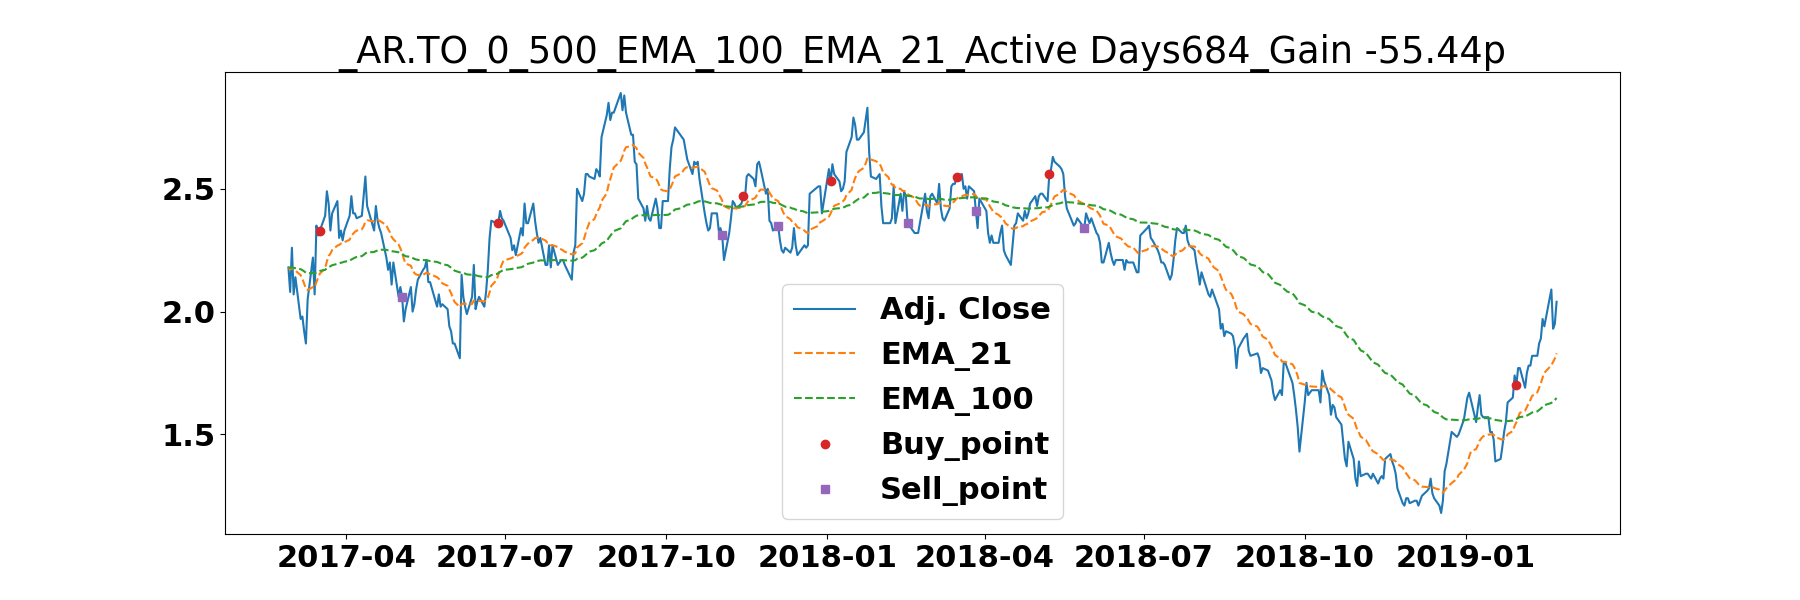 _AR.TO_0_500_EMA_100_EMA_21_Active Days684_Gain -55.44p
2.5
2.0
1.5
Adj. Close
EMA_21
EMA_100
Buy_point
Sell_point
2017-04 2017-07 2017-10 2018-01 2018-04 2018-07 2018-10 2019-01